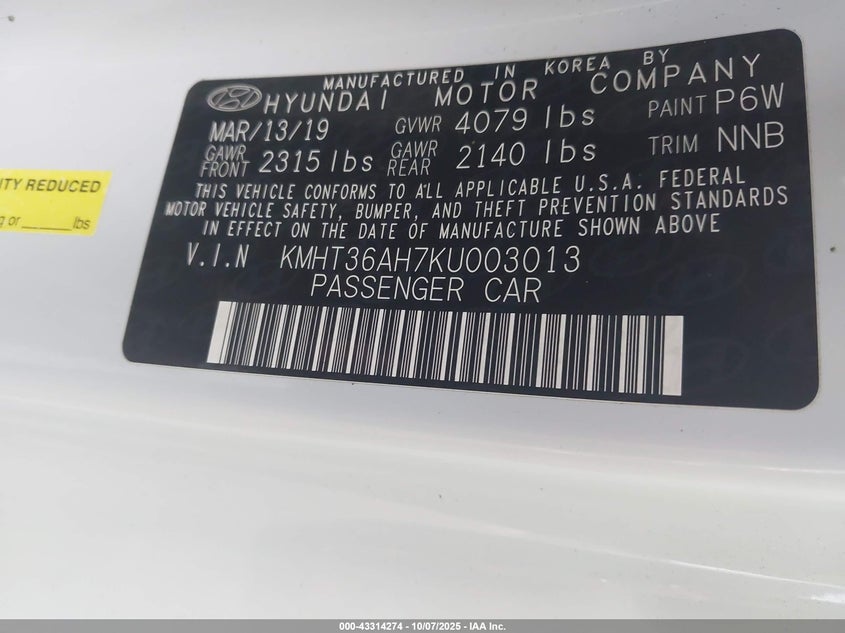 MANUFACTURED IN KOREA BY
HYUNDAI MOTOR COMPANY
MAR/13/19 GVWR 4079 lbs PAINT P6W
GAWR FRONT 2315 lbs GAWR REAR 2140 lbs TRIM NNB
THIS VEHICLE CONFORMS TO ALL APPLICABLE U.S.A. FEDERAL
MOTOR VEHICLE SAFETY, BUMPER, AND THEFT PREVENTION STANDARDS
IN EFFECT ON THE DATE OF MANUFACTURE SHOWN ABOVE
V.I.N KMHT36AH7KU003013
PASSENGER CAR
ITY REDUCED
g or ______ lbs
000-43314274 - 10/07/2025 - IAA Inc.